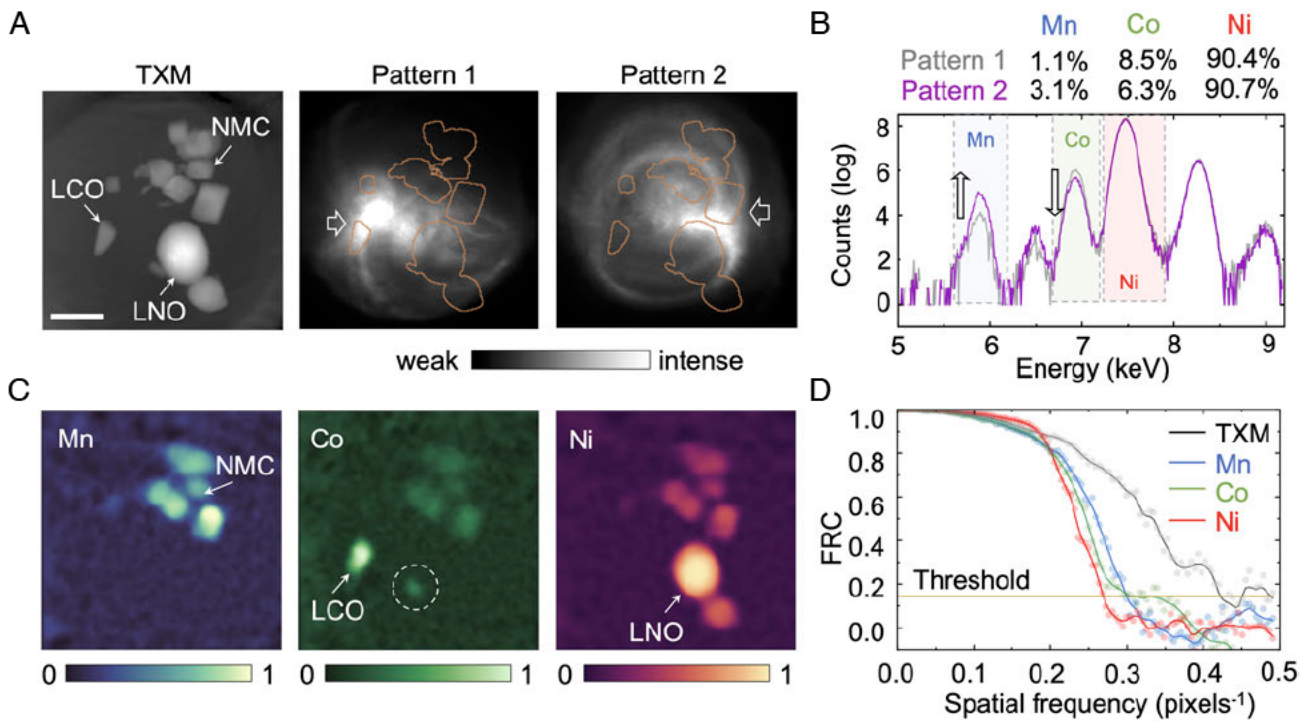 A
TXM
Pattern 1
Pattern 2
NMC
LCO
LNO
weak
intense
B
Mn Co Ni
Pattern 1 1.1% 8.5% 90.4%
Pattern 2 3.1% 6.3% 90.7%
Counts (log)
8
6
4
2
0
Mn
Co
Ni
5 6 7 8 9
Energy (keV)
C
Mn
NMC
0 1
Co
LCO
0 1
Ni
LNO
0 1
D
FRC
0.8
0.6
0.4
0.2
0.0
TXM
Mn
Co
Ni
Threshold
0.0 0.1 0.2 0.3 0.4 0.5
Spatial frequency (pixels⁻¹)